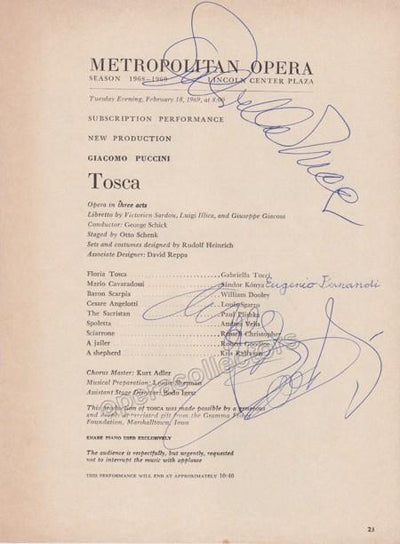 METROPOLITAN OPERA
SEASON 1968-1969 LINCOLN CENTER PLAZA
Tuesday Evening, February 18, 1969, at 8:00
SUBSCRIPTION PERFORMANCE
NEW PRODUCTION
GIACOMO PUCCINI
Tosca
Opera in three acts
Libretto by Victorien Sardou, Luigi Illica, and Giuseppe Giacosa
Conductor: George Schick
Staged by Otto Schenk
Sets and costumes designed by Rudolf Heinrich
Associate Designer: David Reppa
Floria Tosca Gabriella Tucci
Mario Cavaradossi Sándor Kónya Eugenio Fernandi
Baron Scarpia William Dooley
Cesare Angelotti Louis Sgarro
The Sacristan Paul Plishka
Spoletta Andrea Velis
Sciarrone Russell Christopher
A jailer Robert Goodloe
A shepherd
Chorus Master: Kurt Adler
Musical Preparation: Louise Sherman
Assistant Stage Director: Bodo Igesz
This production of TOSCA was made possible by a generous
and deeply appreciated gift from the Gramma Fisher
Foundation, Marshalltown, Iowa
KNABE PIANO USED EXCLUSIVELY
The audience is respectfully, but urgently, requested
not to interrupt the music with applause
THIS PERFORMANCE WILL END AT APPROXIMATELY 10:40
23